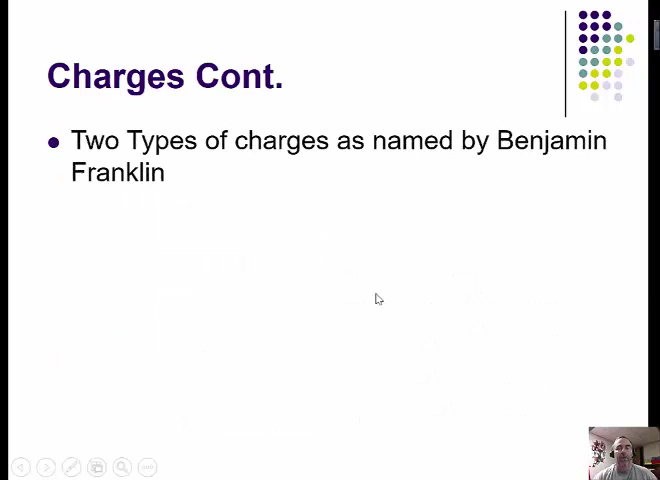 Charges Cont.
Two Types of charges as named by Benjamin
Franklin